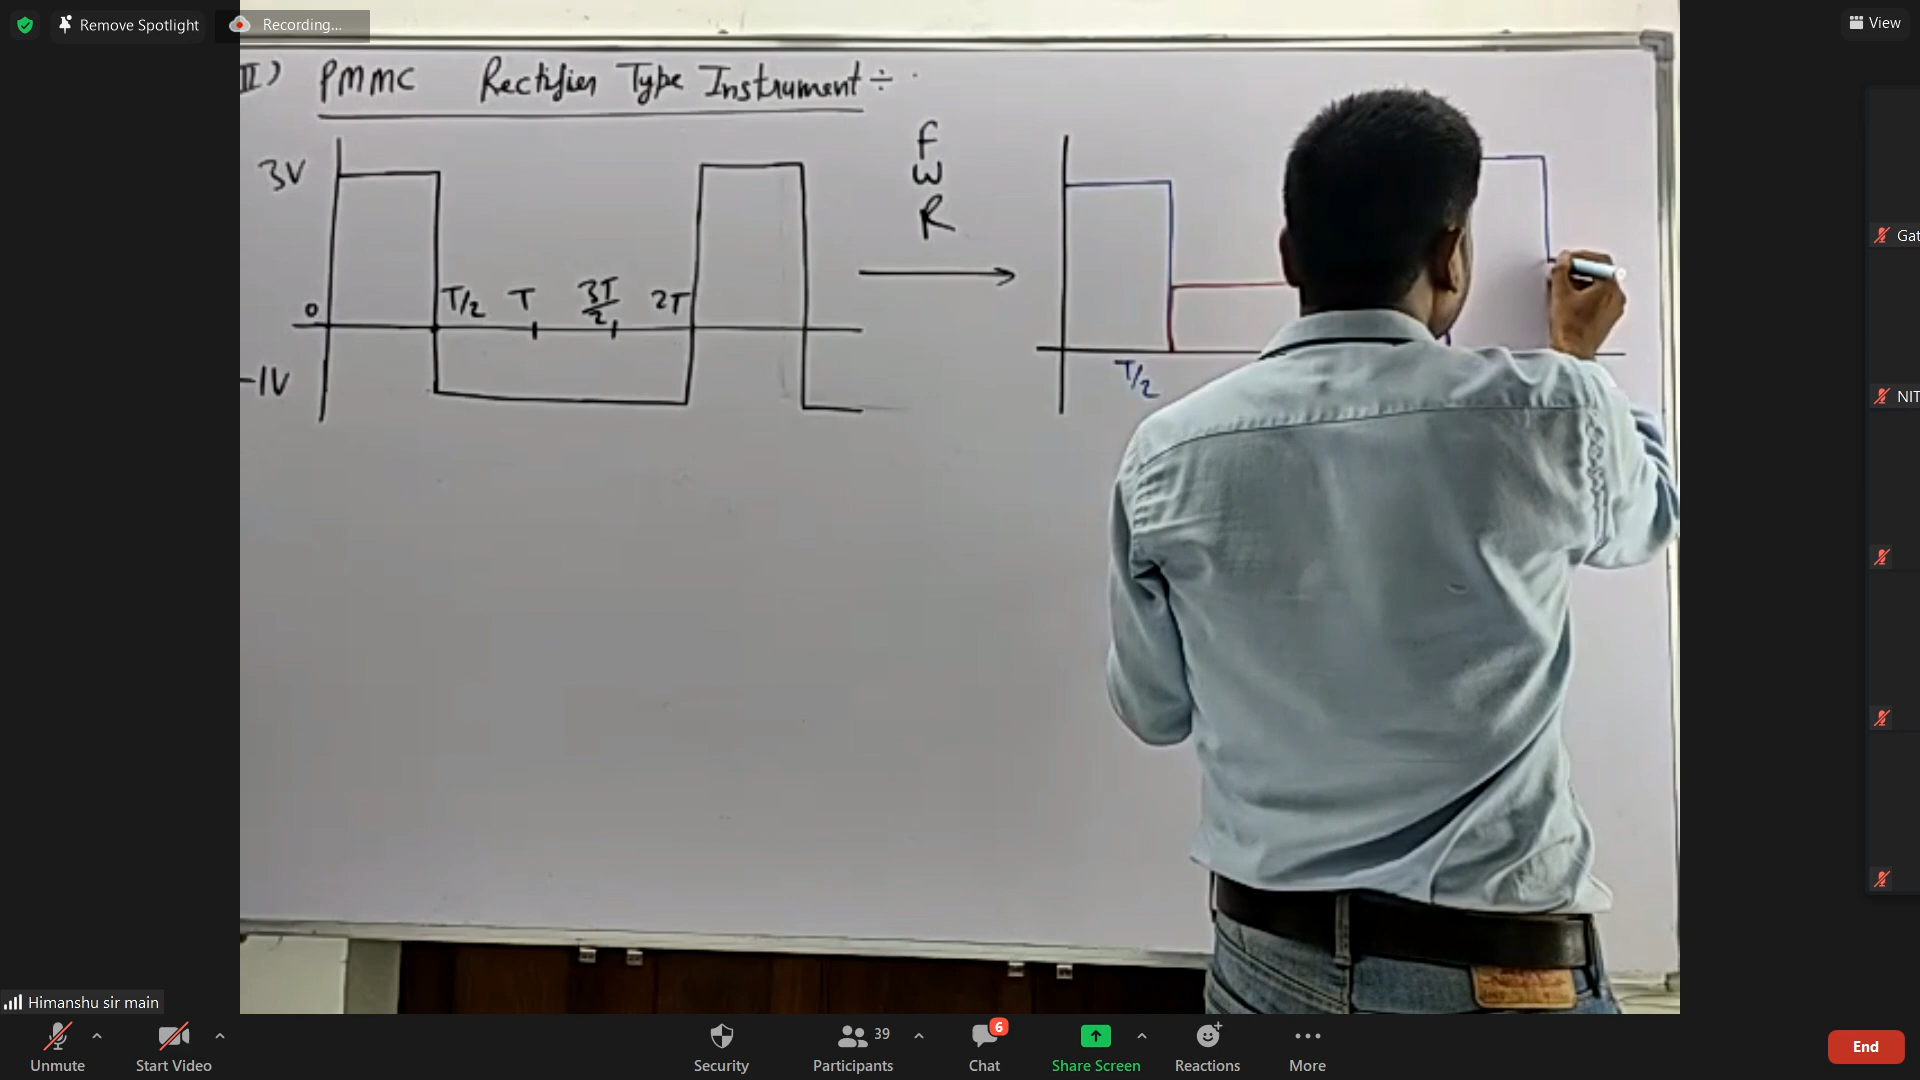 Remove Spotlight
Recording...
View
II) PMMC Rectifier Type Instrument ÷
3V
0
T/2 T 3T/2 2T
-1V
F
W
R
T/2
Gat
NIT
Himanshu sir main
Unmute
Start Video
Security
Participants 39
Chat 6
Share Screen
Reactions
More
End